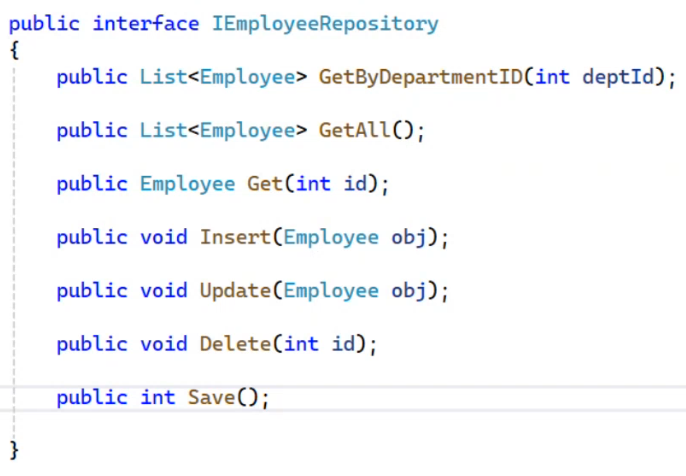 public interface IEmployeeRepository
{
public List<Employee> GetByDepartmentID(int deptId);
public List<Employee> GetAll();
public Employee Get(int id);
public void Insert(Employee obj);
public void Update(Employee obj);
public void Delete(int id);
public int Save();
}